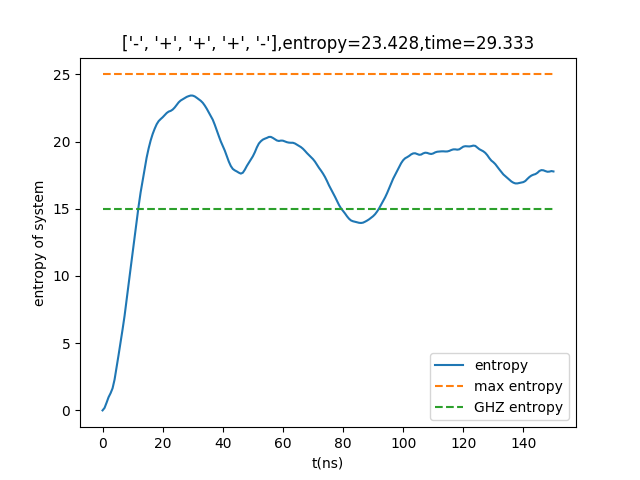 ['-', '+', '+', '+', '-'],entropy=23.428,time=29.333
entropy of system
25
20
15
10
5
0
0 20 40 60 80 100 120 140
t(ns)
entropy
max entropy
GHZ entropy